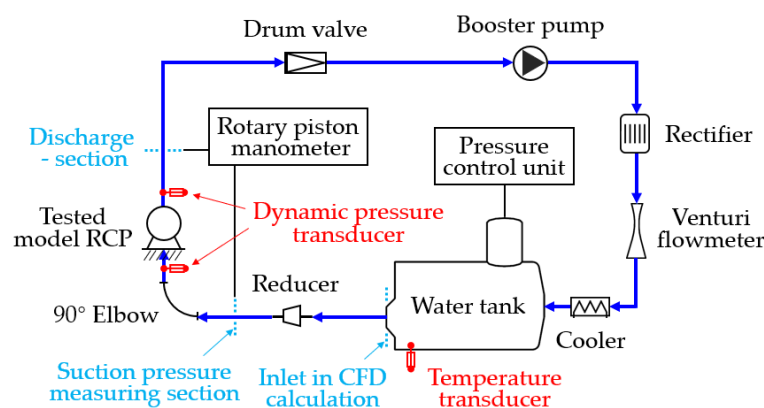 Drum valve
Booster pump
Discharge
- section
Rotary piston
manometer
Pressure
control unit
Rectifier
Tested
model RCP
Dynamic pressure
transducer
Venturi
flowmeter
90° Elbow
Reducer
Water tank
Cooler
Suction pressure
measuring section
Inlet in CFD
calculation
Temperature
transducer